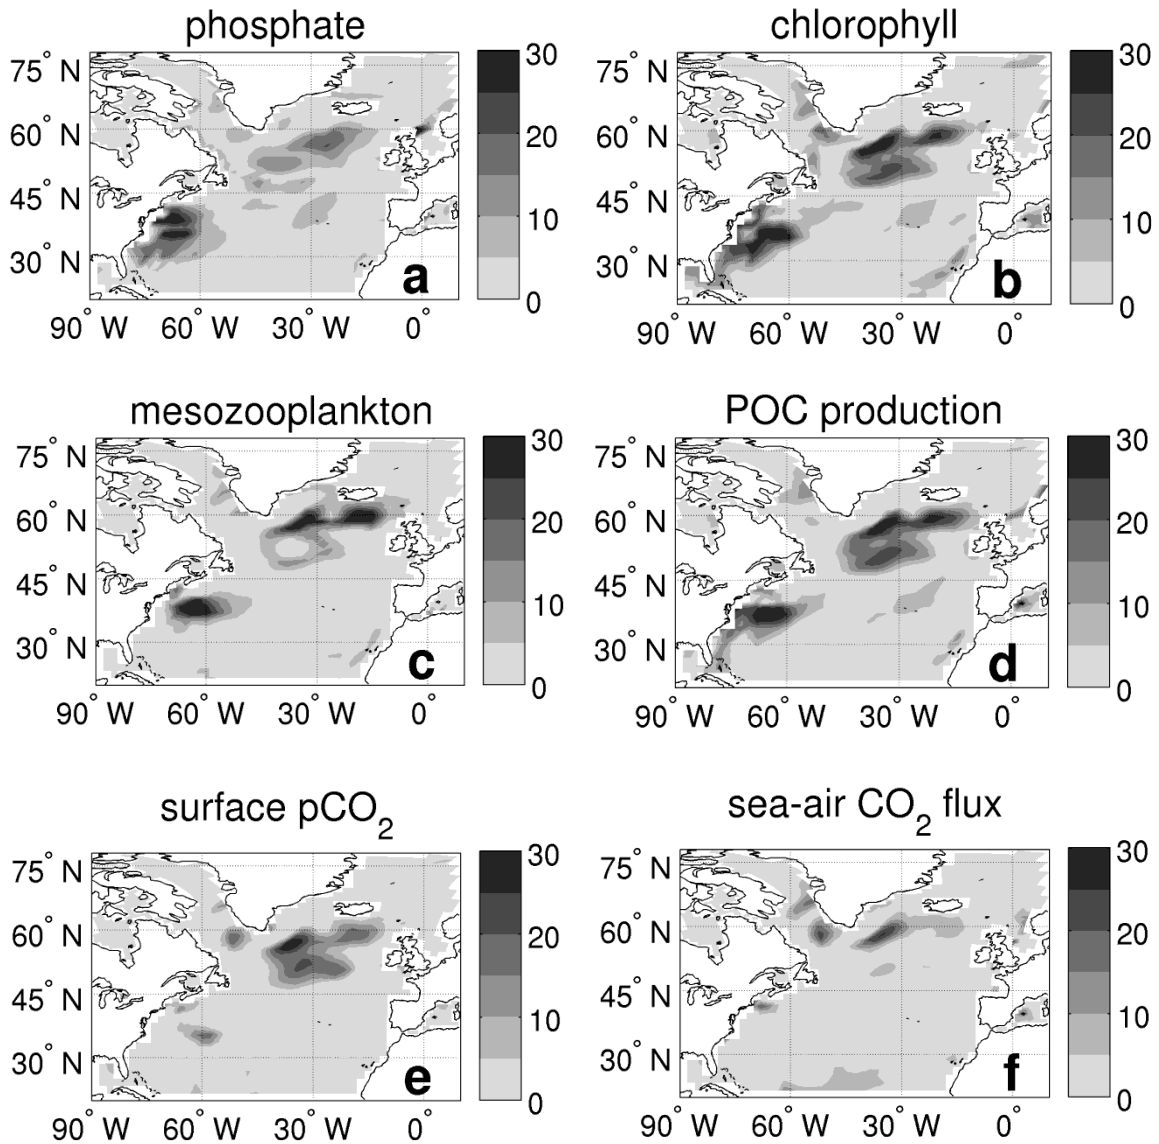 phosphate
chlorophyll
75° N
60° N
45° N
30° N
90° W
60° W
30° W
0°
30
20
10
0
a
75° N
60° N
45° N
30° N
90° W
60° W
30° W
0°
30
20
10
0
b
mesozooplankton
POC production
75° N
60° N
45° N
30° N
90° W
60° W
30° W
0°
30
20
10
0
c
75° N
60° N
45° N
30° N
90° W
60° W
30° W
0°
30
20
10
0
d
surface pCO₂
sea-air CO₂ flux
75° N
60° N
45° N
30° N
90° W
60° W
30° W
0°
30
20
10
0
e
75° N
60° N
45° N
30° N
90° W
60° W
30° W
0°
30
20
10
0
f